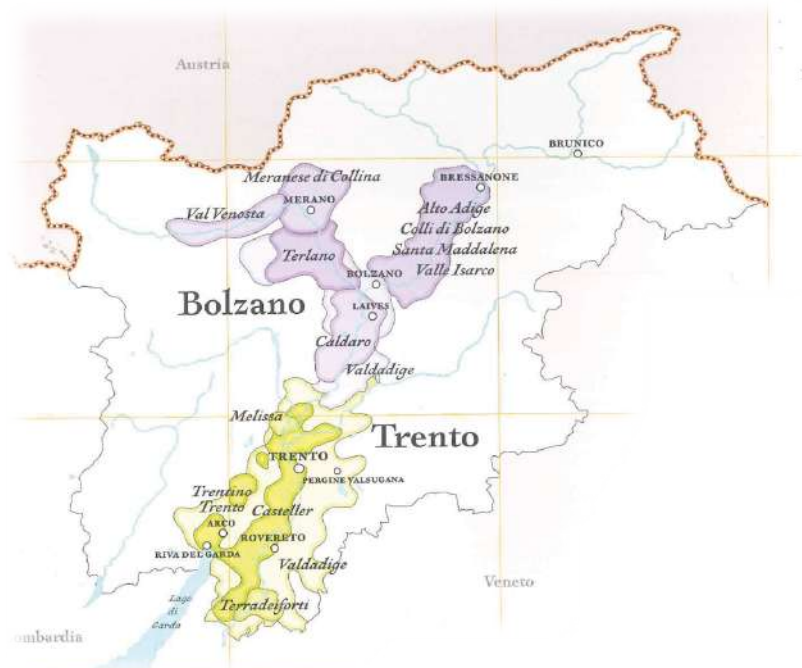 Austria
BRUNICO
Meranese di Collina
BRESSANONE
MERANO
Val Venosta
Alto Adige
Colli di Bolzano
Terlano
Santa Maddalena
BOLZANO
Valle Isarco
Bolzano
LAIVES
Caldaro
Valdadige
Melissa
Trento
TRENTO
PERGINE VALSUGANA
Trentino
Trento
Casteller
ARCO
ROVERETO
RIVA DEL GARDA
Valdadige
Veneto
Lago
di
Garda
Terradeiforti
ombardia